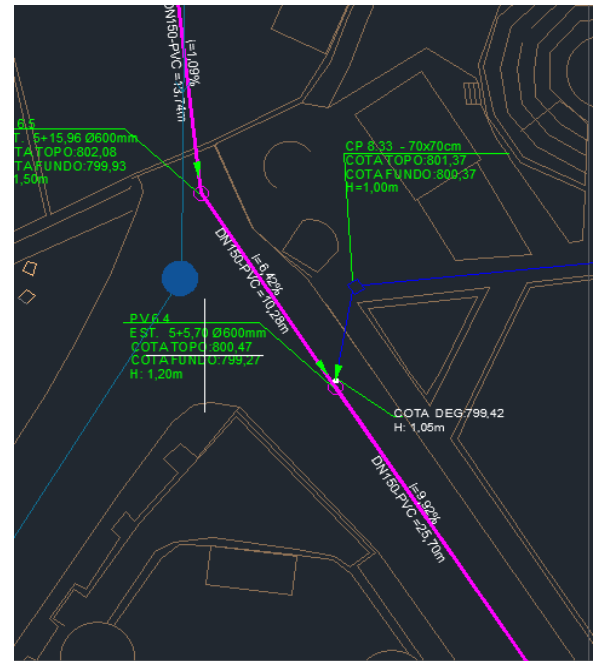 i=1,09%
DN150-PVC =13,74m
6.5
T. 5+15,96 Ø600mm
TA TOPO:802,08
TA FUNDO:799,93
1,50m
CP 8.33 - 70x70cm
COTA TOPO:801,37
COTA FUNDO:800,37
H=1,00m
i=6,42%
DN150-PVC =10,28m
PV 6.4
EST. 5+5,70 Ø600mm
COTA TOPO:800,47
COTA FUNDO:799,27
H: 1,20m
COTA DEG:799,42
H: 1,05m
i=9,92%
DN150-PVC =25,70m